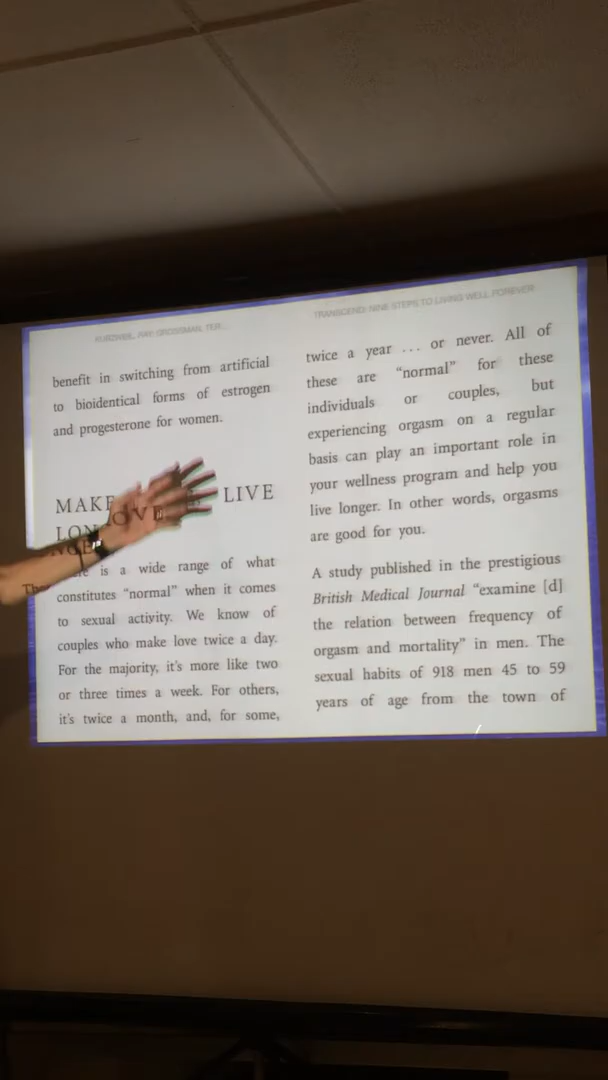 KURZWEIL, RAY; GROSSMAN, TER...
benefit in switching from artificial
to bioidentical forms of estrogen
and progesterone for women.
MAKE LOVE, LIVE
LONGER
There is a wide range of what
constitutes “normal” when it comes
to sexual activity. We know of
couples who make love twice a day.
For the majority, it’s more like two
or three times a week. For others,
it’s twice a month, and, for some,
TRANSCEND: NINE STEPS TO LIVING WELL FOREVER
twice a year ... or never. All of
these are “normal” for these
individuals or couples, but
experiencing orgasm on a regular
basis can play an important role in
your wellness program and help you
live longer. In other words, orgasms
are good for you.
A study published in the prestigious
British Medical Journal “examine [d]
the relation between frequency of
orgasm and mortality” in men. The
sexual habits of 918 men 45 to 59
years of age from the town of